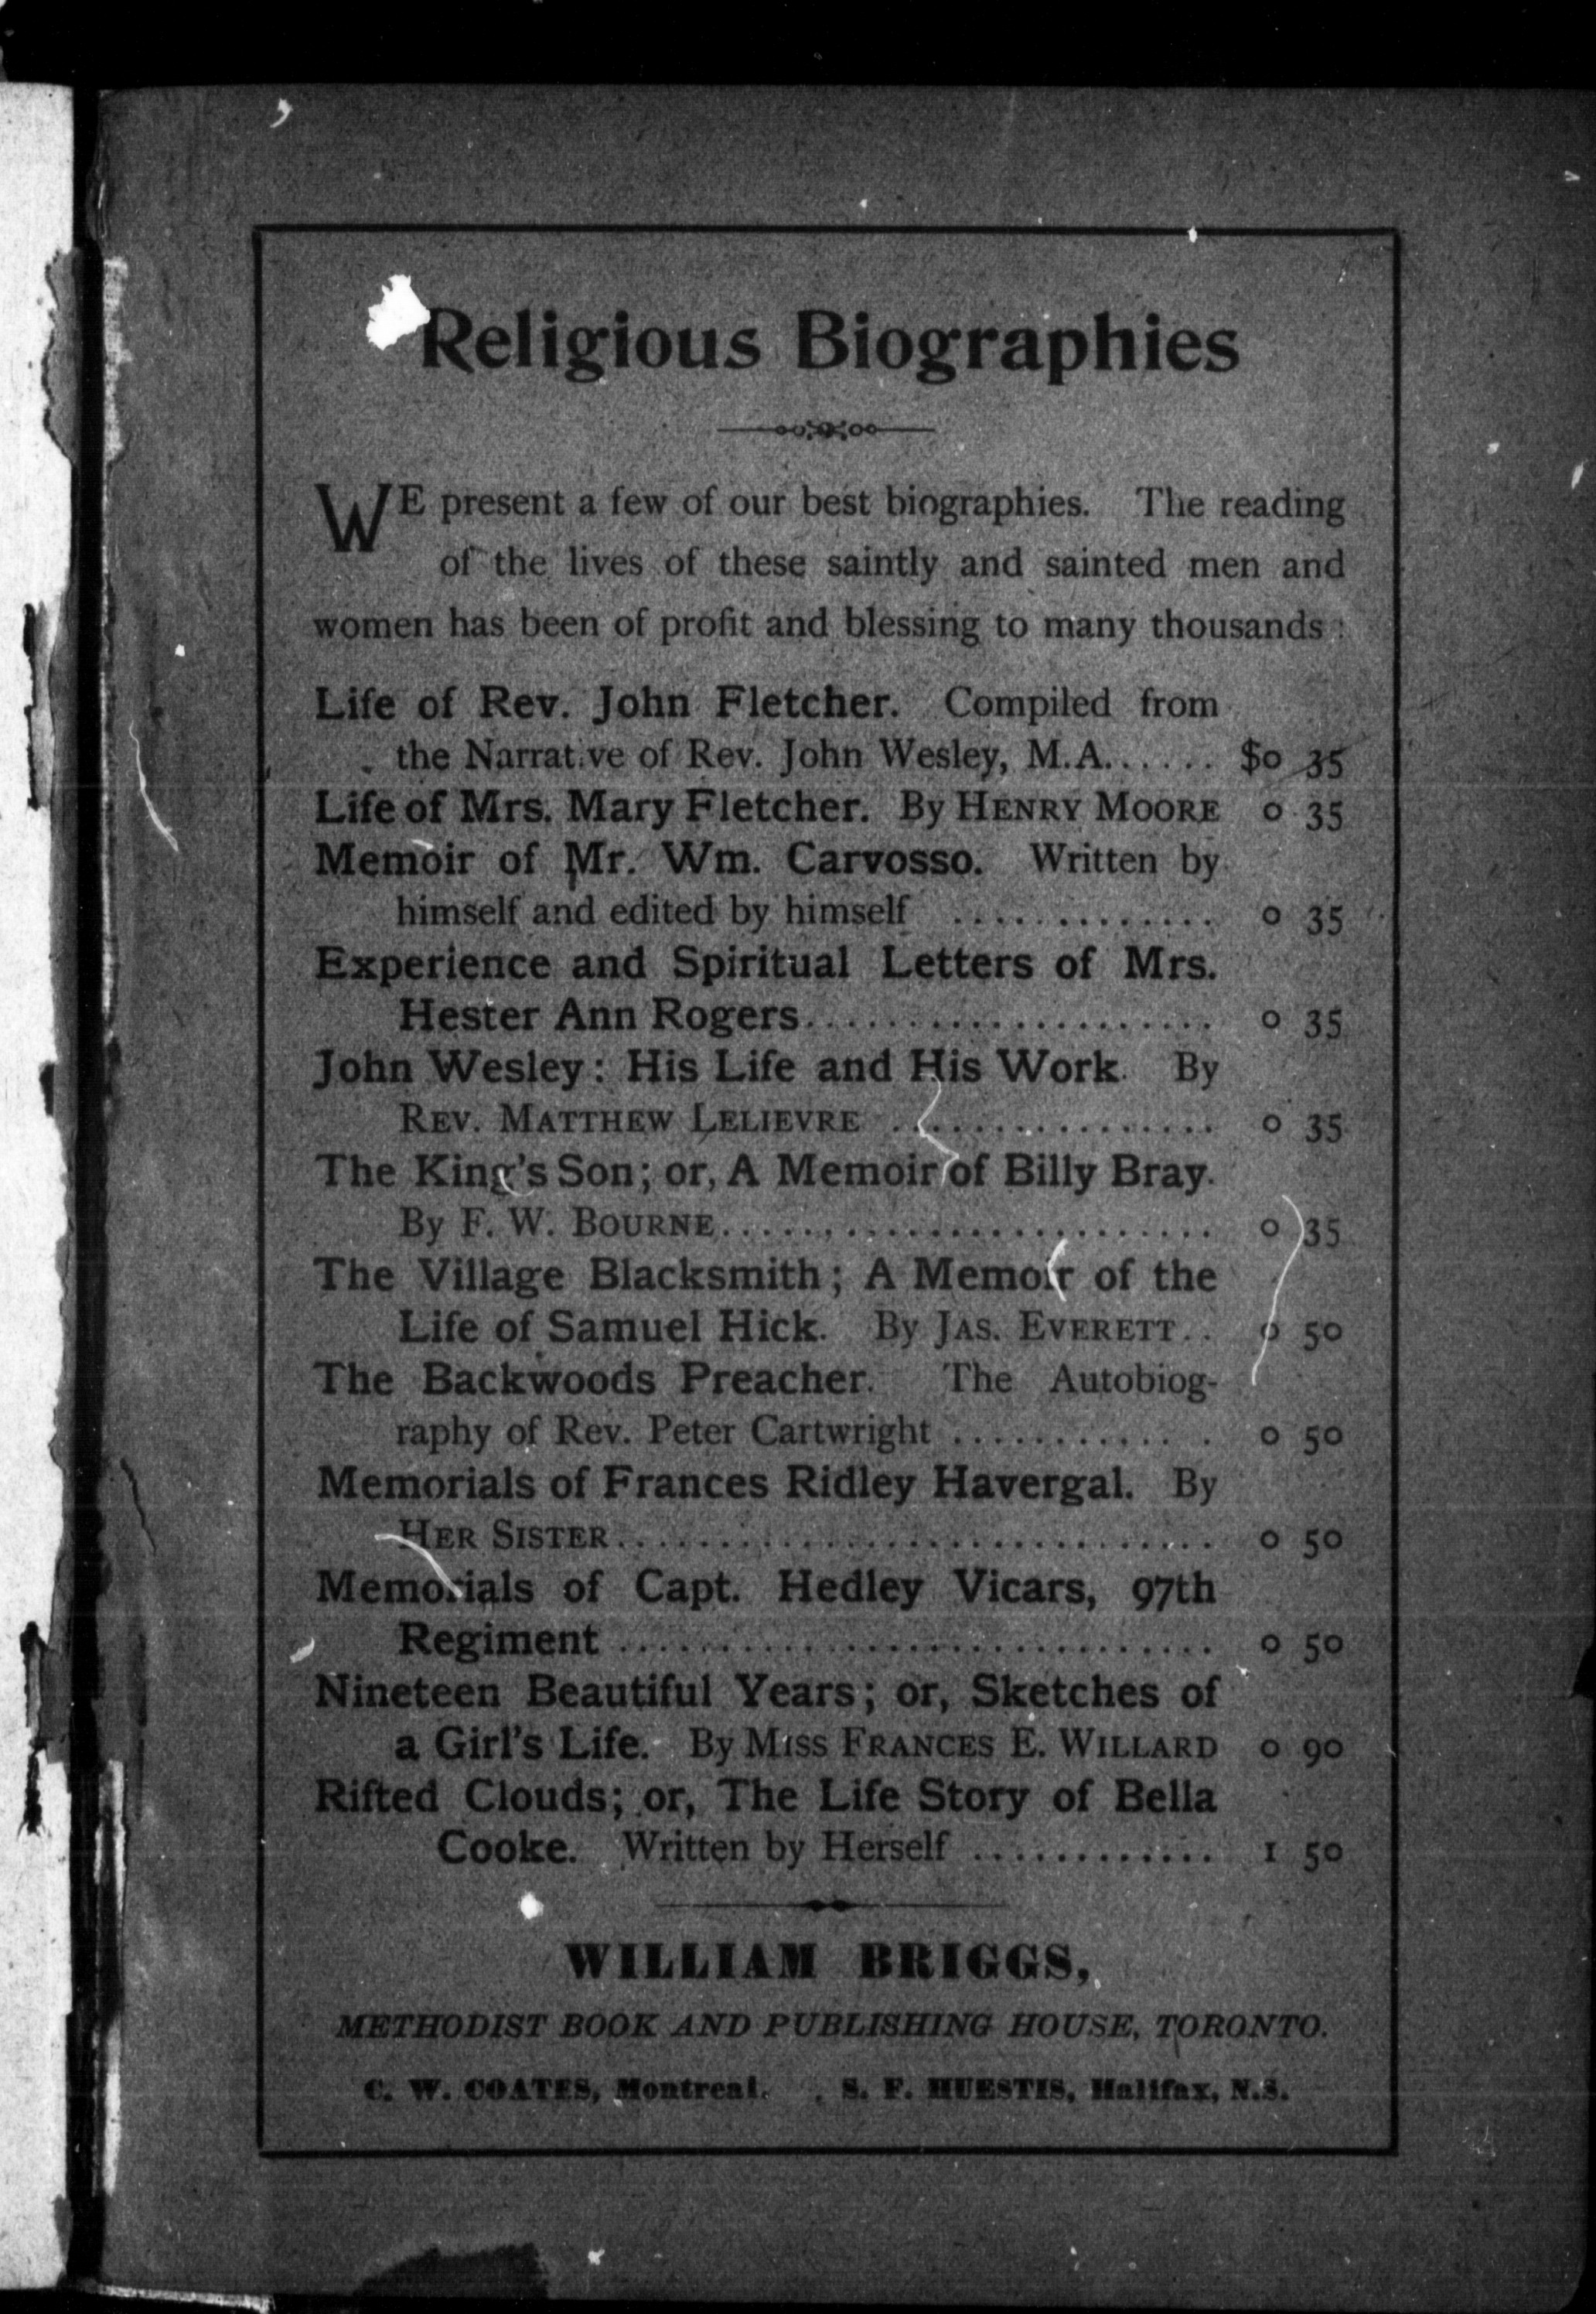 Religious Biographies
WE present a few of our best biographies. The reading
of the lives of these saintly and sainted men and
women has been of profit and blessing to many thousands:
Life of Rev. John Fletcher. Compiled from
the Narrative of Rev. John Wesley, M.A...... $0 35
Life of Mrs. Mary Fletcher. By HENRY MOORE 0 35
Memoir of Mr. Wm. Carvosso. Written by
himself and edited by himself ............. 0 35
Experience and Spiritual Letters of Mrs.
Hester Ann Rogers.................... 0 35
John Wesley: His Life and His Work. By
REV. MATTHEW LELIEVRE ................ 0 35
The King's Son; or, A Memoir of Billy Bray.
By F. W. BOURNE........................ 0 35
The Village Blacksmith; A Memoir of the
Life of Samuel Hick. By JAS. EVERETT.. 0 50
The Backwoods Preacher. The Autobiog-
raphy of Rev. Peter Cartwright ............ 0 50
Memorials of Frances Ridley Havergal. By
HER SISTER............................. 0 50
Memorials of Capt. Hedley Vicars, 97th
Regiment ............................. 0 50
Nineteen Beautiful Years; or, Sketches of
a Girl's Life. By MISS FRANCES E. WILLARD 0 90
Rifted Clouds; or, The Life Story of Bella
Cooke. Written by Herself ............ 1 50
WILLIAM BRIGGS,
METHODIST BOOK AND PUBLISHING HOUSE, TORONTO.
C. W. COATES, Montreal. S. F. HUESTIS, Halifax, N.S.